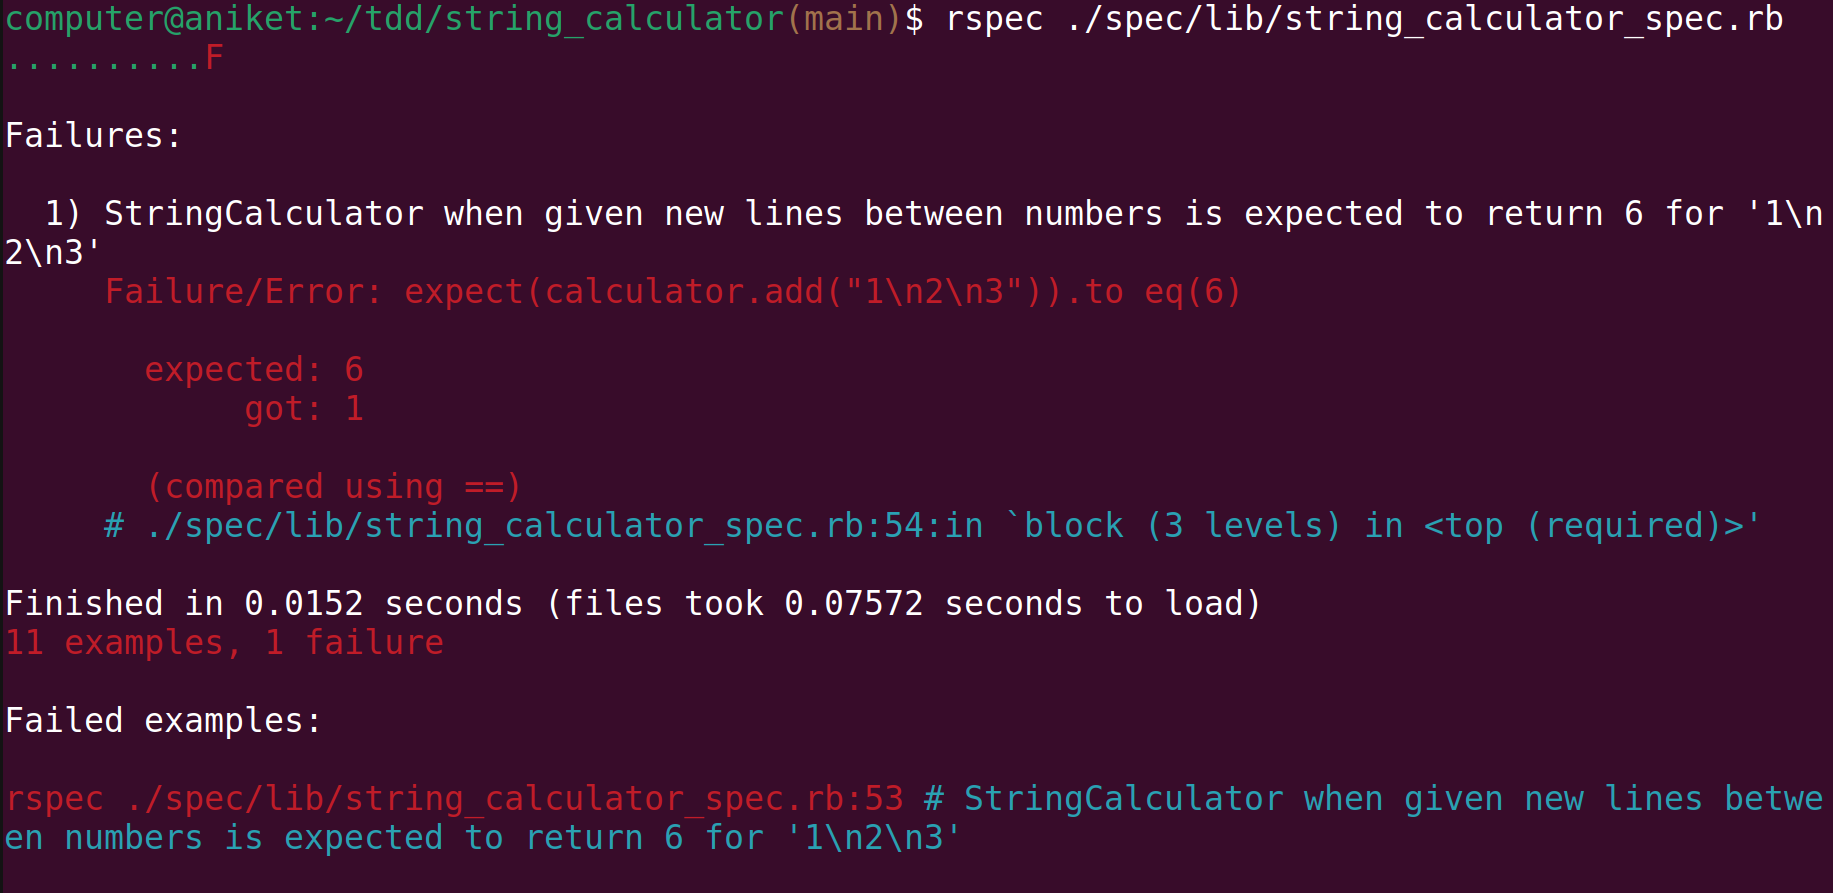 computer@aniket:~/tdd/string_calculator(main)$ rspec ./spec/lib/string_calculator_spec.rb
..........F
Failures:
1) StringCalculator when given new lines between numbers is expected to return 6 for '1\n
2\n3'
Failure/Error: expect(calculator.add("1\n2\n3")).to eq(6)
expected: 6
got: 1
(compared using ==)
# ./spec/lib/string_calculator_spec.rb:54:in `block (3 levels) in <top (required)>'
Finished in 0.0152 seconds (files took 0.07572 seconds to load)
11 examples, 1 failure
Failed examples:
rspec ./spec/lib/string_calculator_spec.rb:53 # StringCalculator when given new lines betwe
en numbers is expected to return 6 for '1\n2\n3'